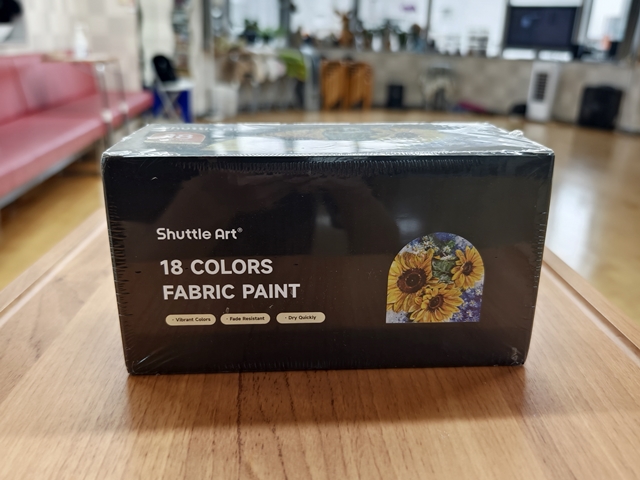 Shuttle Art®
18 COLORS
FABRIC PAINT
· Vibrant Colors · Fade Resistant · Dry Quickly